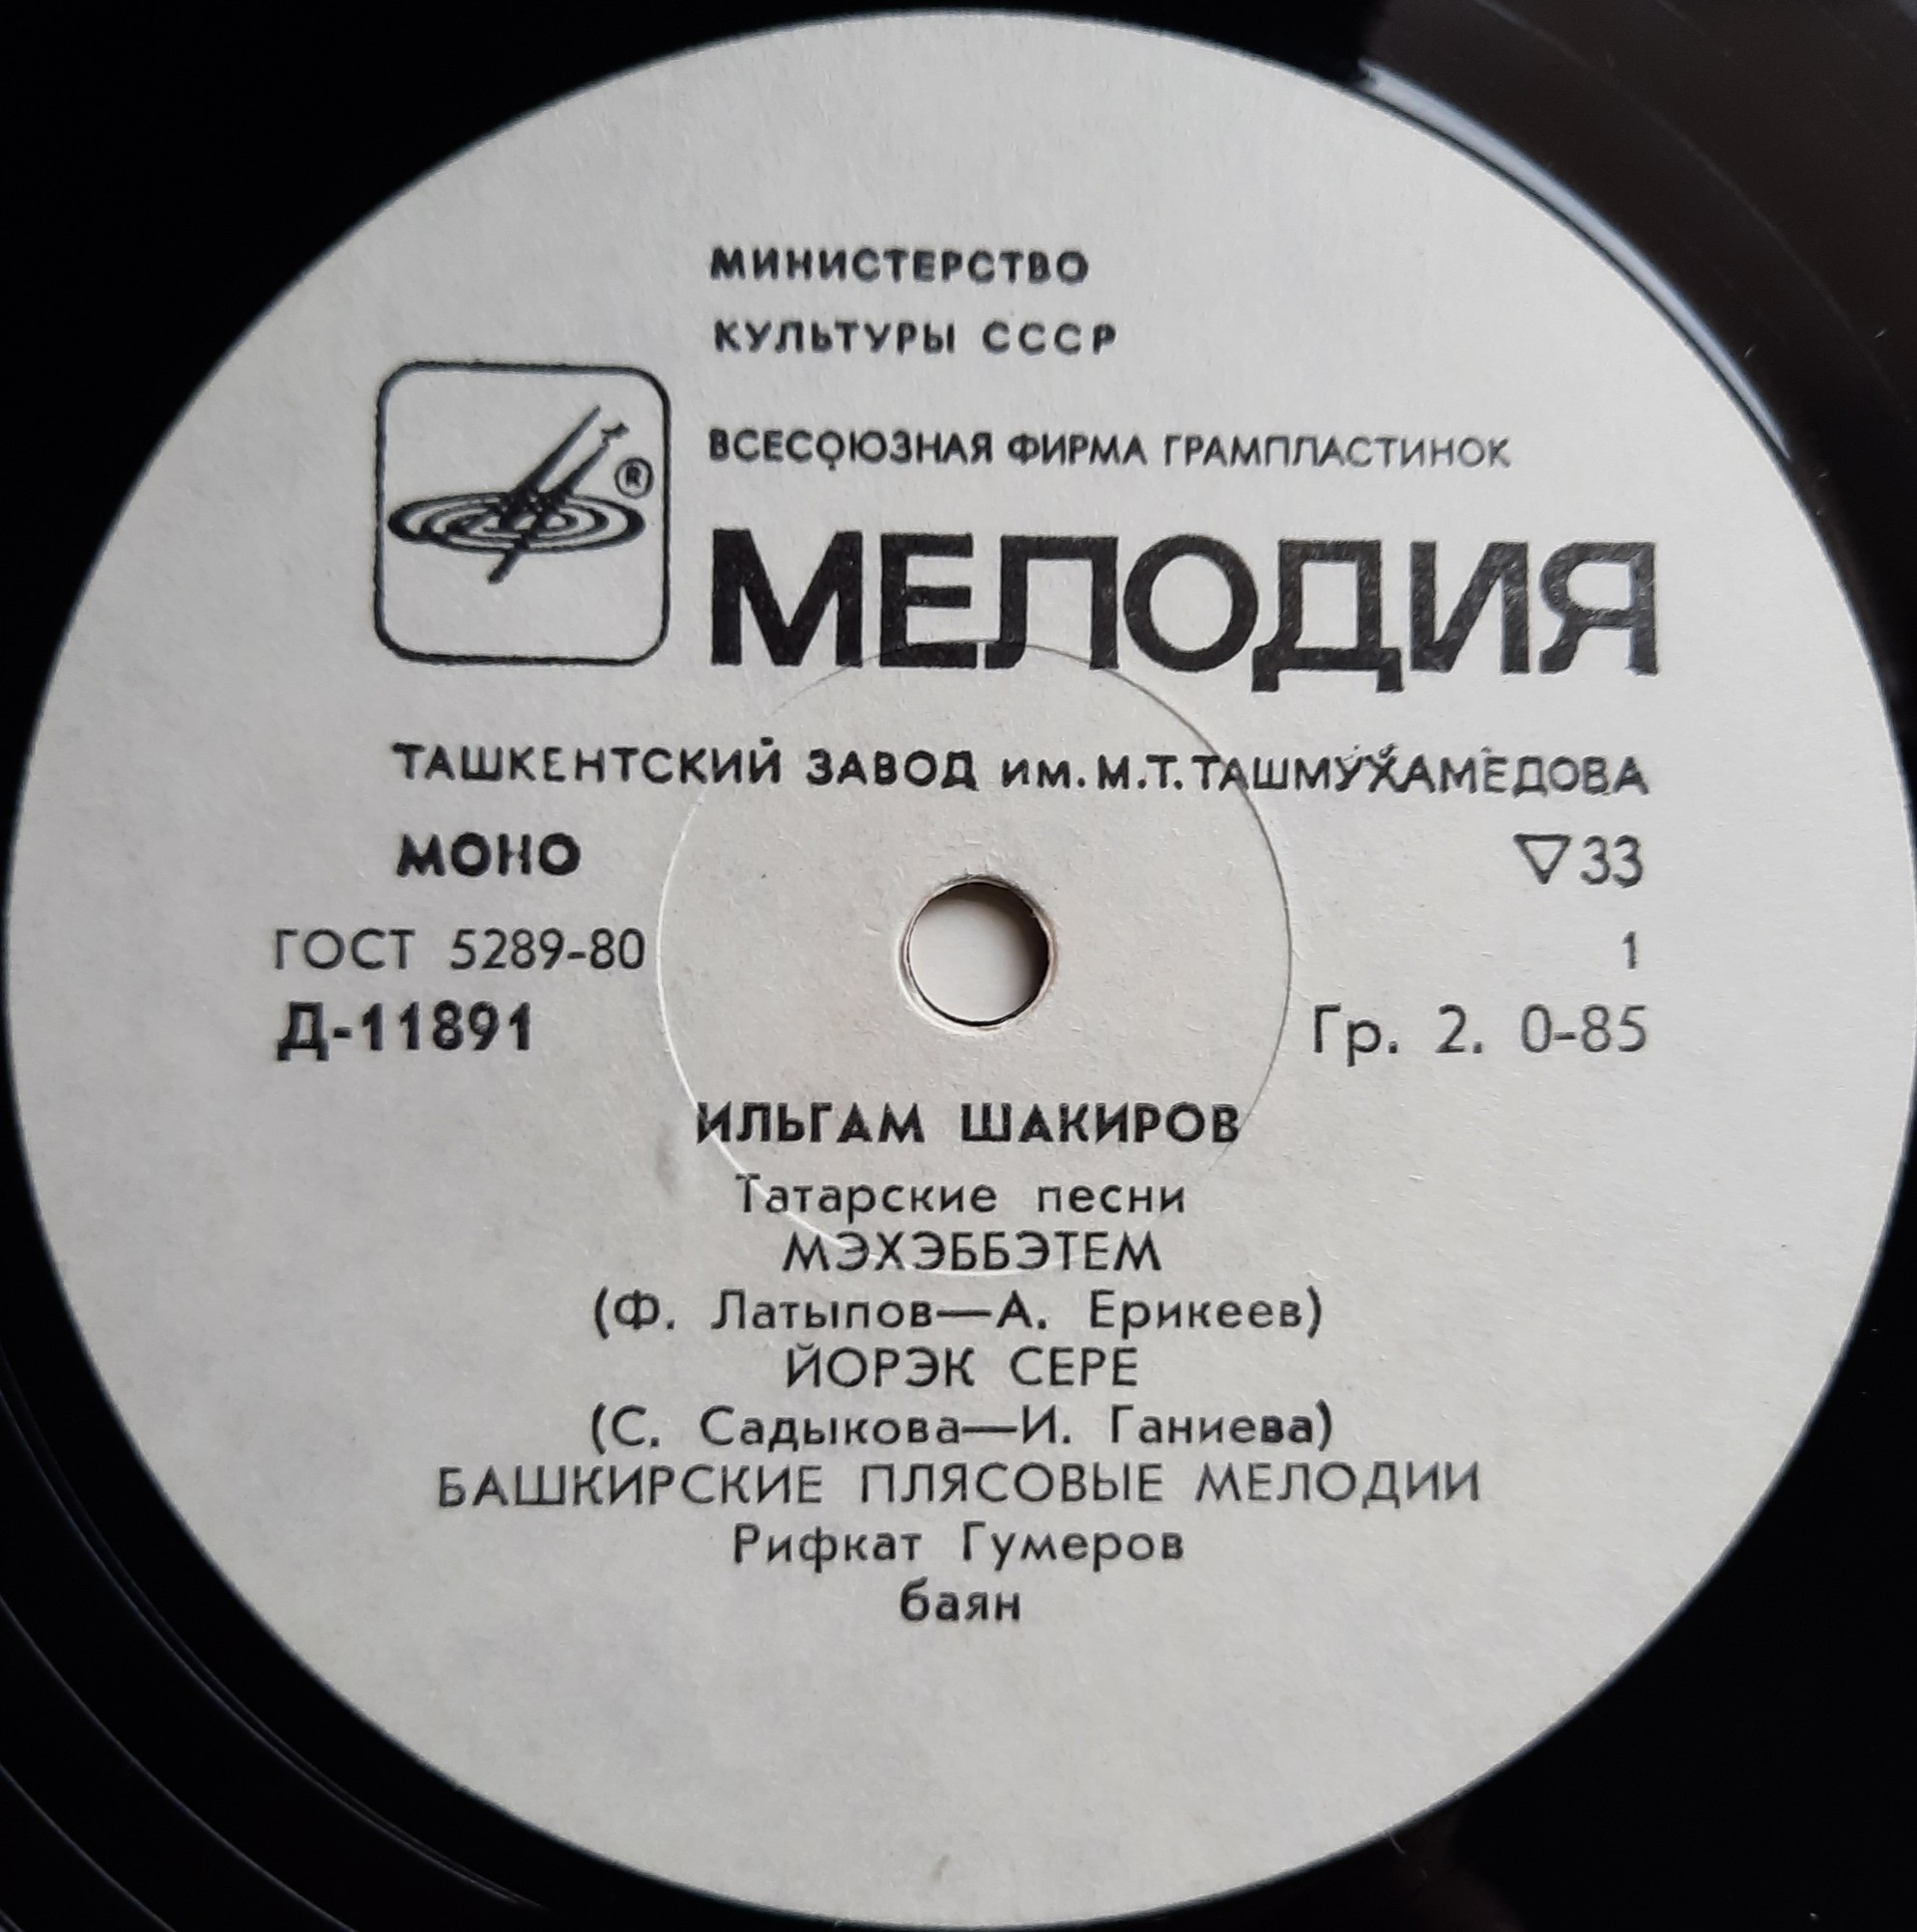 МИНИСТЕРСТВО
КУЛЬТУРЫ СССР
®
ВСЕСОЮЗНАЯ ФИРМА ГРАМПЛАСТИНОК
МЕЛОДИЯ
ТАШКЕНТСКИЙ ЗАВОД им. М.Т. ТАШМУХАМЕДОВА
МОНО ▽33
ГОСТ 5289-80 1
Д-11891 Гр. 2. 0-85
ИЛЬГАМ ШАКИРОВ
Татарские песни
МЭХЭББЭТЕМ
(Ф. Латыпов—А. Ерикеев)
ЙОРЭК СЕРЕ
(С. Садыкова—И. Ганиева)
БАШКИРСКИЕ ПЛЯСОВЫЕ МЕЛОДИИ
Рифкат Гумеров
баян